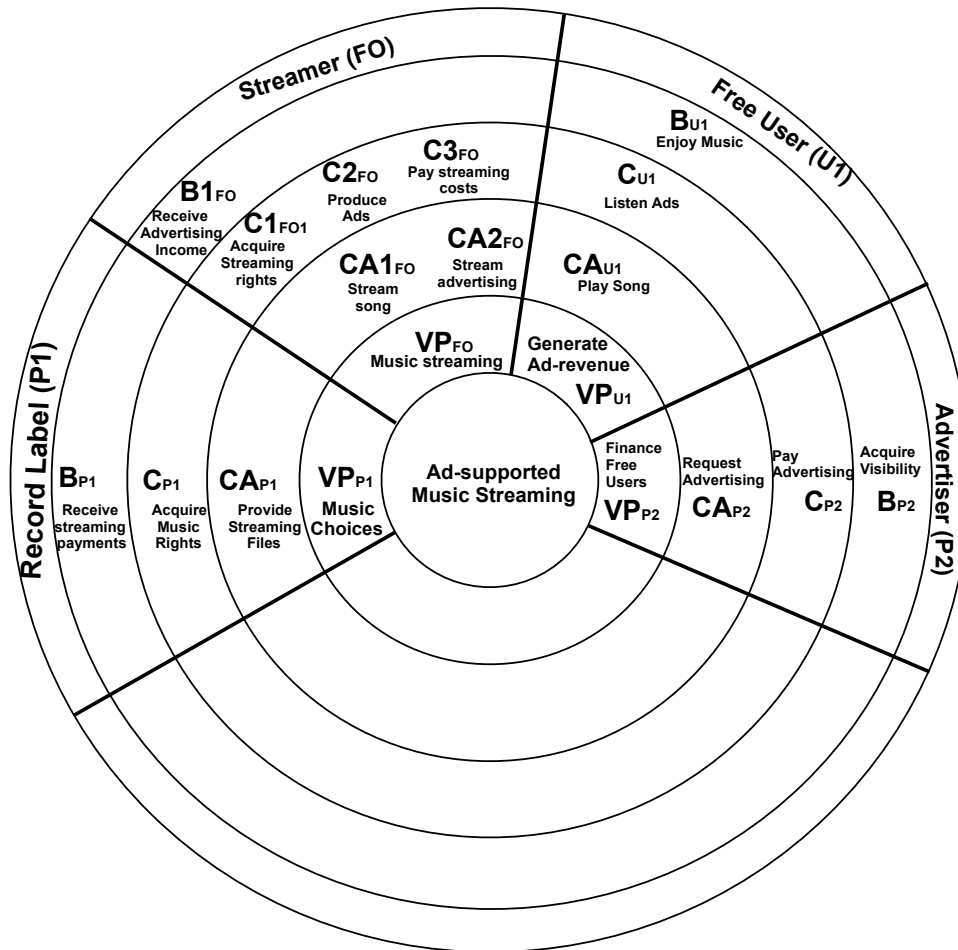 Streamer (FO)
B1FO
Receive
Advertising
Income
C1FO1
Acquire
Streaming
rights
C2FO
Produce
Ads
C3FO
Pay streaming
costs
CA1FO
Stream
song
CA2FO
Stream
advertising
VPFO
Music streaming
Free User (U1)
BU1
Enjoy Music
CU1
Listen Ads
CAU1
Play Song
Generate
Ad-revenue
VPU1
Record Label (P1)
BP1
Receive
streaming
payments
CP1
Acquire
Music
Rights
CAP1
Provide
Streaming
Files
VPP1
Music
Choices
Ad-supported
Music Streaming
Finance
Free
Users
VPP2
Request
Advertising
CAP2
Pay
Advertising
CP2
Acquire
Visibility
BP2
Advertiser (P2)